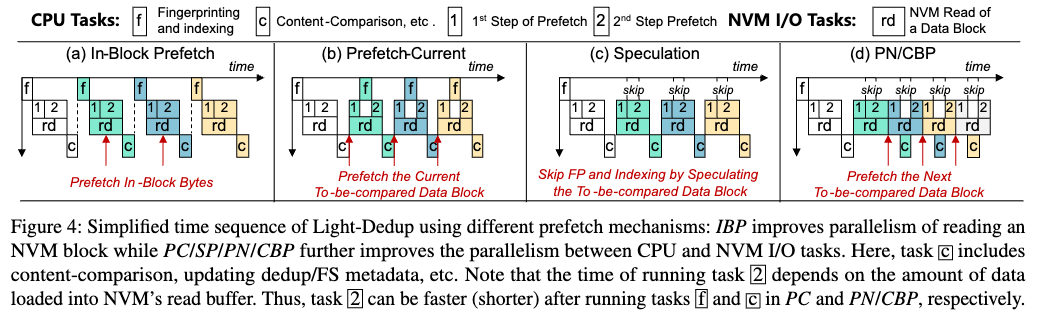 CPU Tasks: f Fingerprinting and indexing c Content-Comparison, etc . 1 1st Step of Prefetch 2 2nd Step Prefetch NVM I/O Tasks: rd NVM Read of a Data Block
(a) In-Block Prefetch
time
f f f f
1 2 1 2 1 2 1 2
rd rd rd rd
c c c c
Prefetch In-Block Bytes
(b) Prefetch-Current
time
f f f f
1 2 1 2 1 2 1 2
rd rd rd rd
c c c c
Prefetch the Current
To-be-compared Data Block
(c) Speculation
time
f skip skip skip
1 2 1 2 1 2 1 2
rd rd rd rd
c c c c
Skip FP and Indexing by Speculating
the To-be-compared Data Block
(d) PN/CBP
time
f skip skip skip skip
1 2 1 2 1 2 1 2 1 2
rd rd rd rd rd
c c c c
Prefetch the Next
To-be-compared Data Block
Figure 4: Simplified time sequence of Light-Dedup using different prefetch mechanisms: IBP improves parallelism of reading an
NVM block while PC/SP/PN/CBP further improves the parallelism between CPU and NVM I/O tasks. Here, task c includes
content-comparison, updating dedup/FS metadata, etc. Note that the time of running task 2 depends on the amount of data
loaded into NVM's read buffer. Thus, task 2 can be faster (shorter) after running tasks f and c in PC and PN/CBP, respectively.